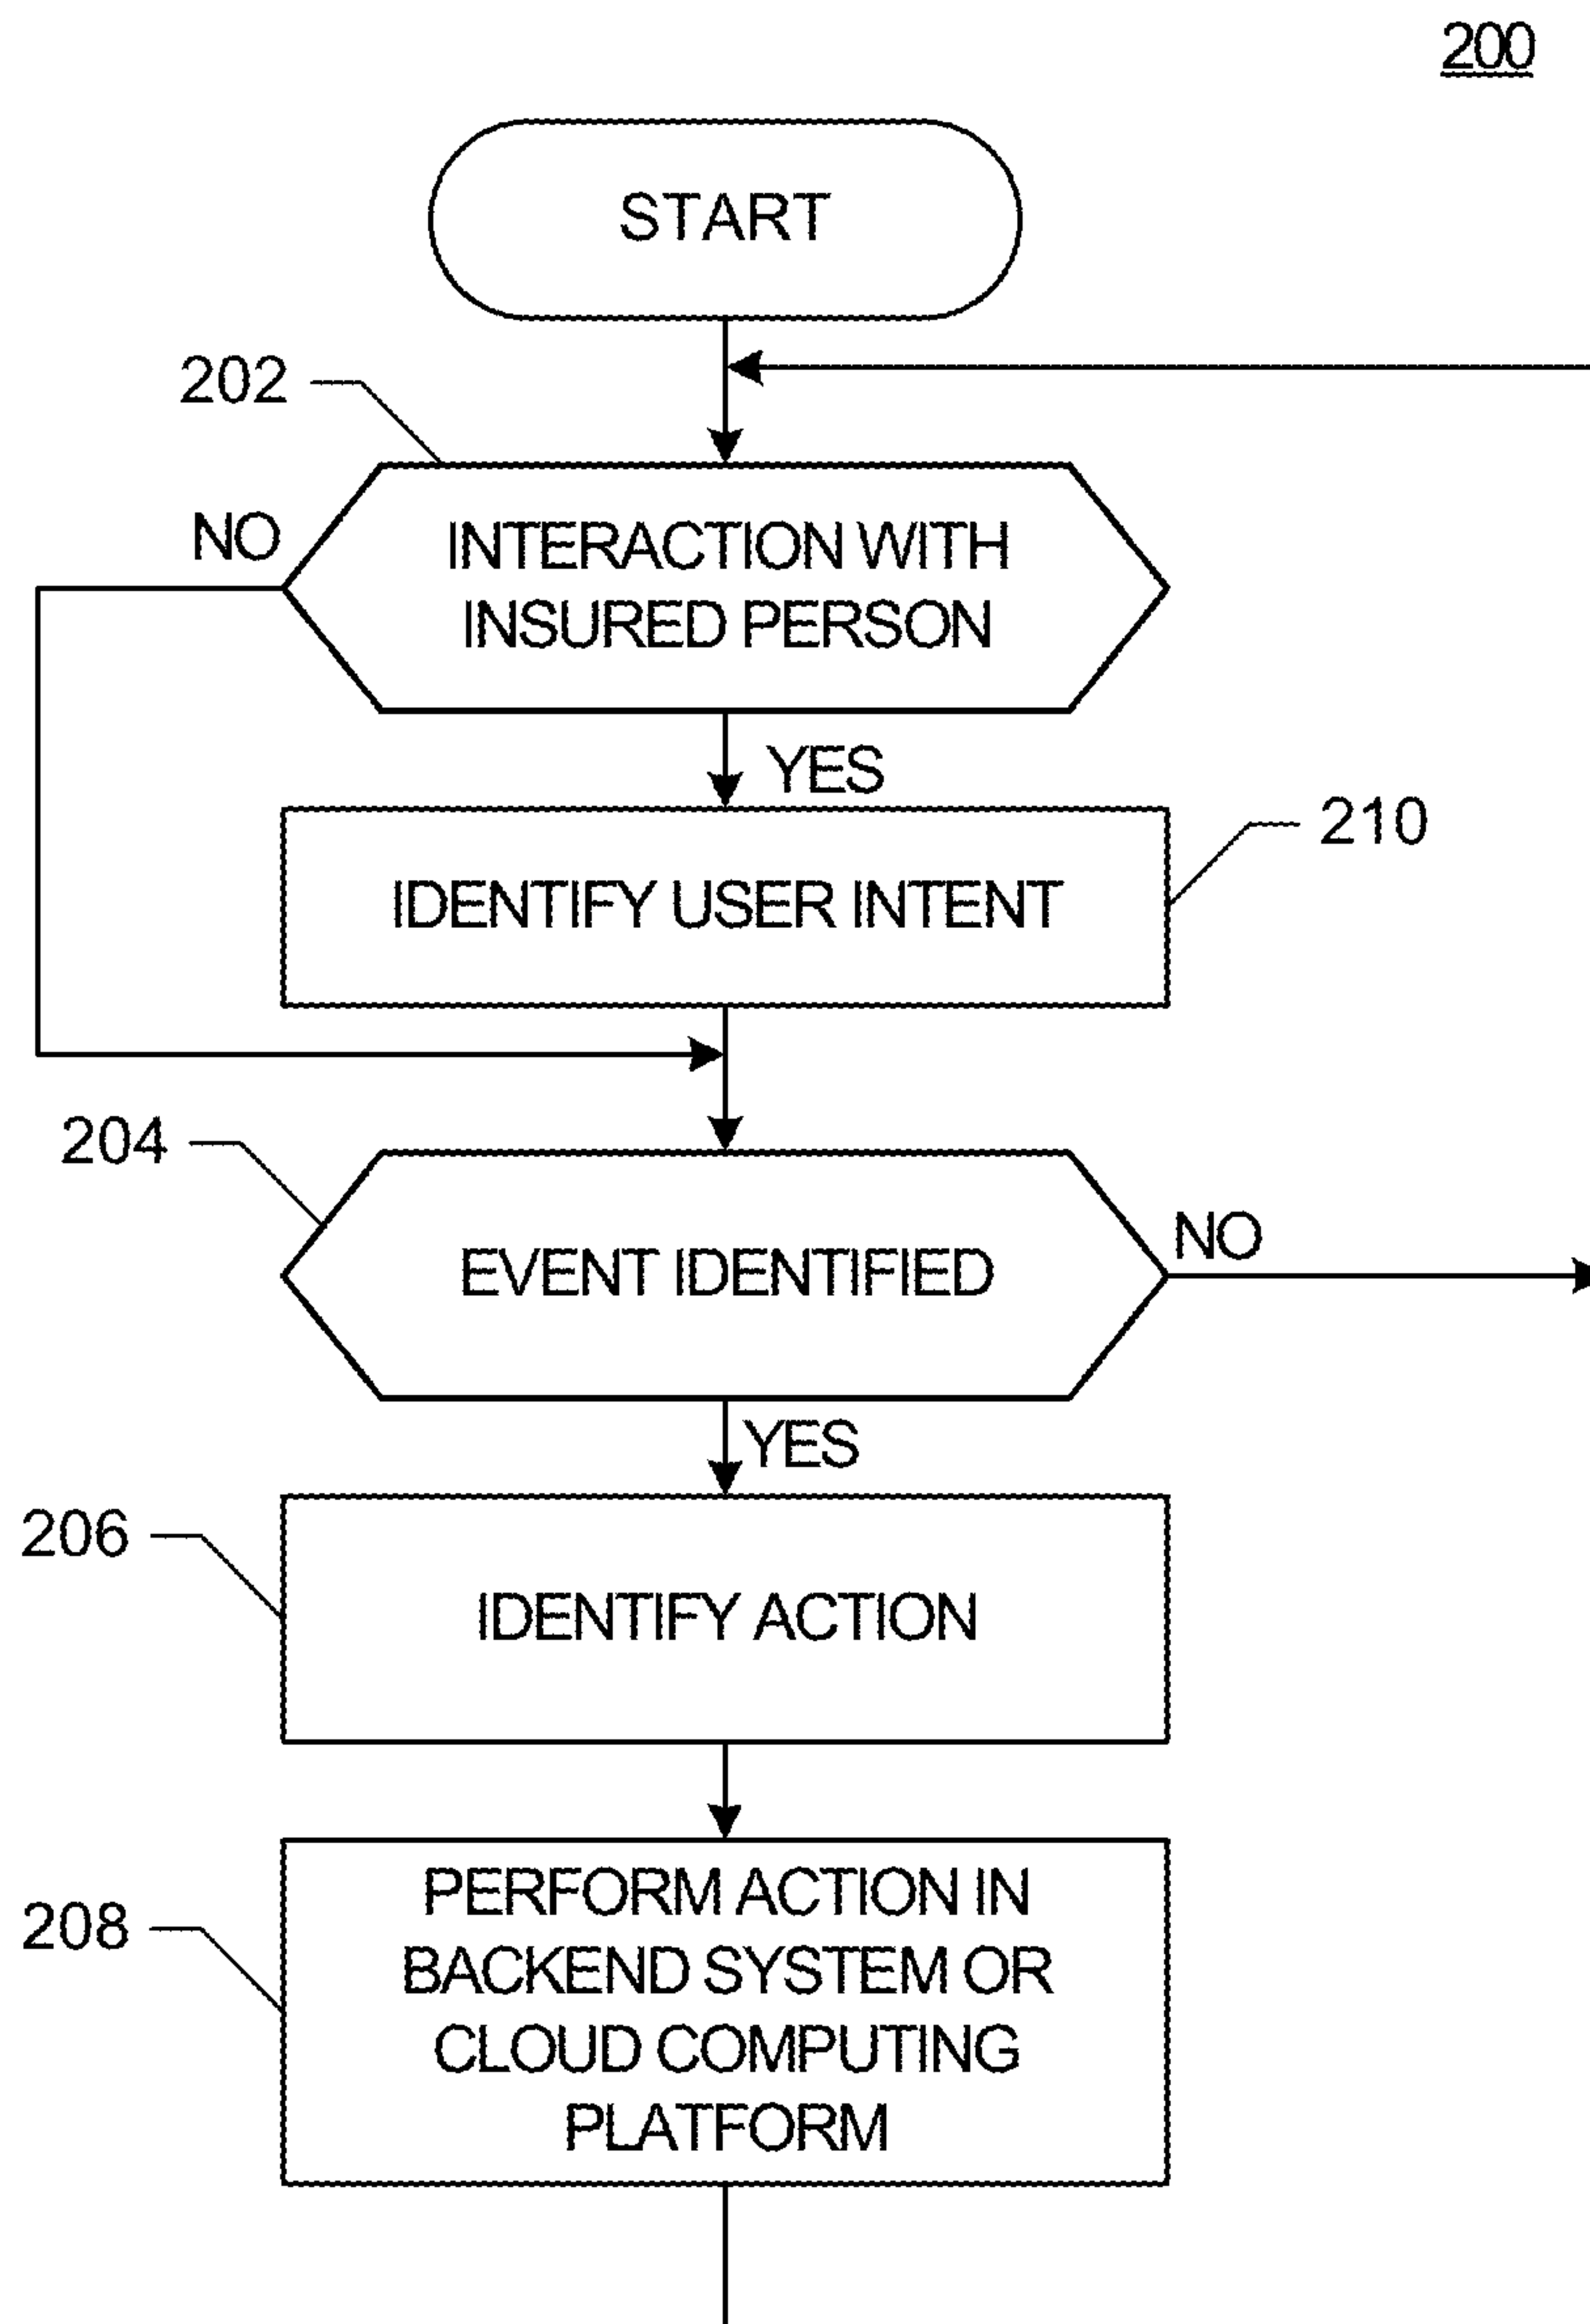 200
START
202
NO
INTERACTION WITH
INSURED PERSON
YES
210
IDENTIFY USER INTENT
204
NO
EVENT IDENTIFIED
YES
206
IDENTIFY ACTION
208
PERFORM ACTION IN
BACKEND SYSTEM OR
CLOUD COMPUTING
PLATFORM